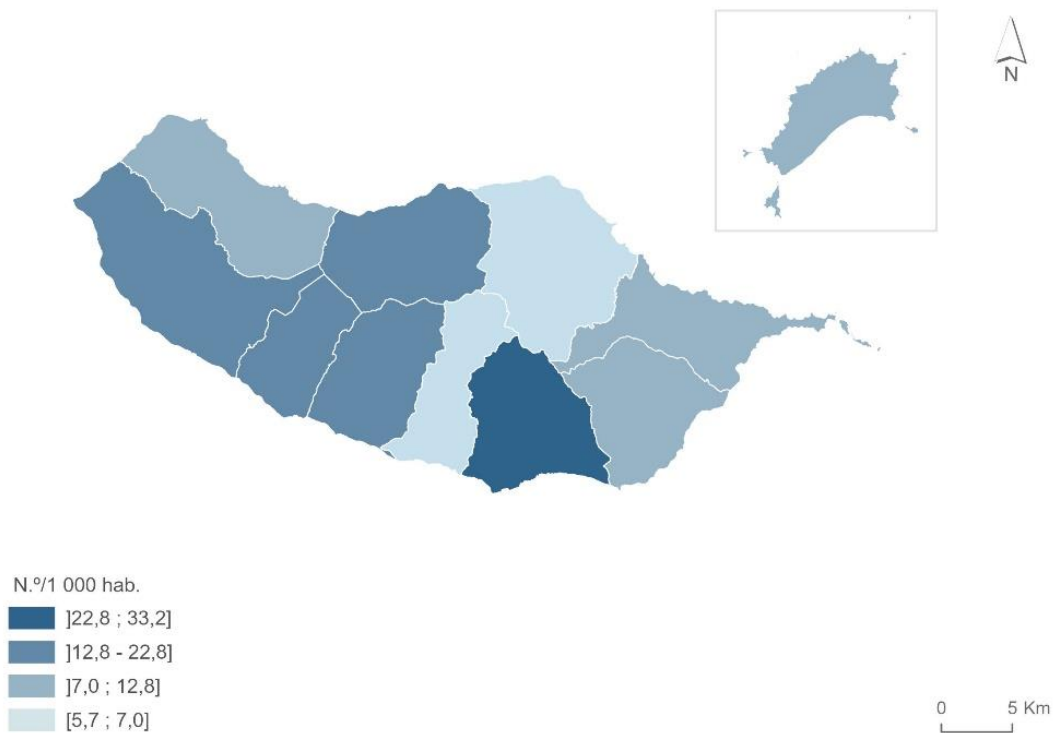 N
N.º/1 000 hab.
]22,8 ; 33,2]
]12,8 - 22,8]
]7,0 ; 12,8]
[5,7 ; 7,0]
0 5 Km